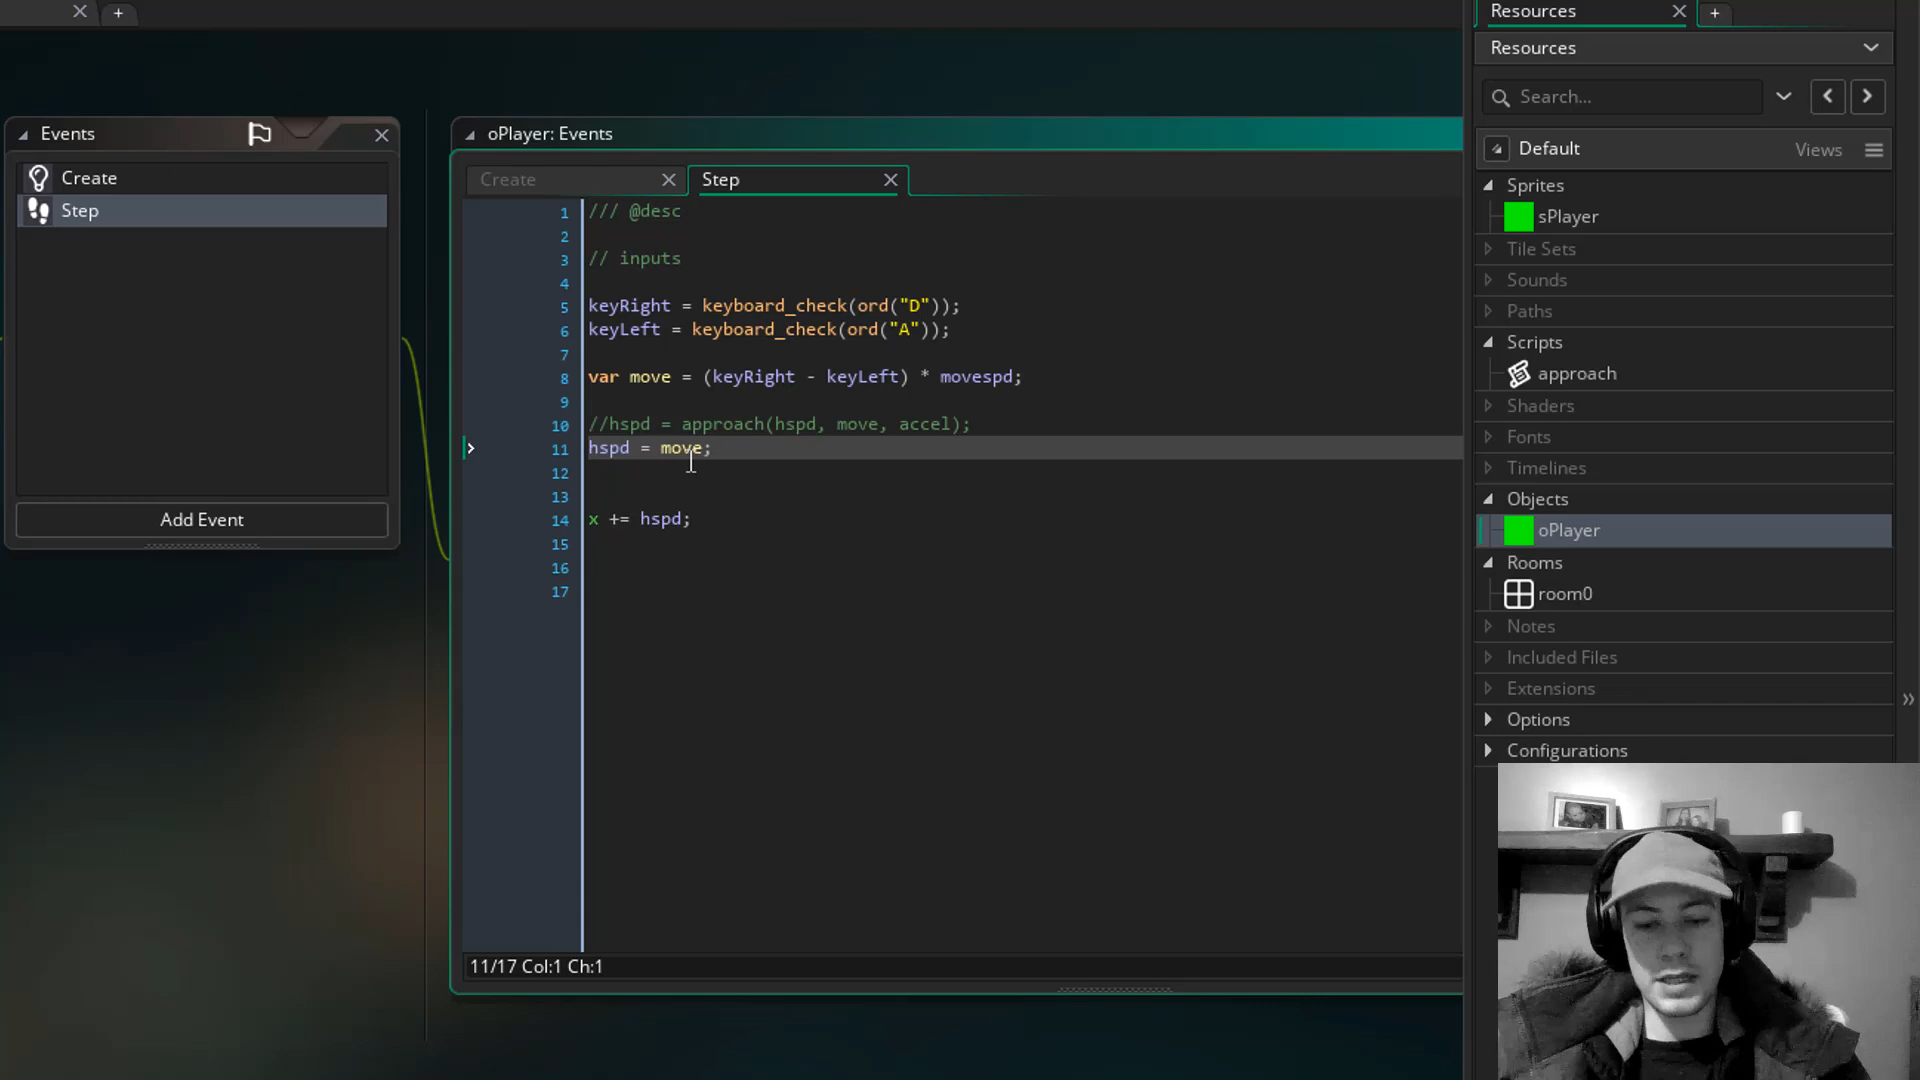 Events
Create
Step
Add Event
oPlayer: Events
Create
Step
1 /// @desc
2
3 // inputs
4
5 keyRight = keyboard_check(ord("D"));
6 keyLeft = keyboard_check(ord("A"));
7
8 var move = (keyRight - keyLeft) * movespd;
9
10 //hspd = approach(hspd, move, accel);
11 hspd = move;
12
13
14 x += hspd;
15
16
17
11/17 Col:1 Ch:1
Resources
Resources
Search...
Default Views
Sprites
sPlayer
Tile Sets
Sounds
Paths
Scripts
approach
Shaders
Fonts
Timelines
Objects
oPlayer
Rooms
room0
Notes
Included Files
Extensions
Options
Configurations